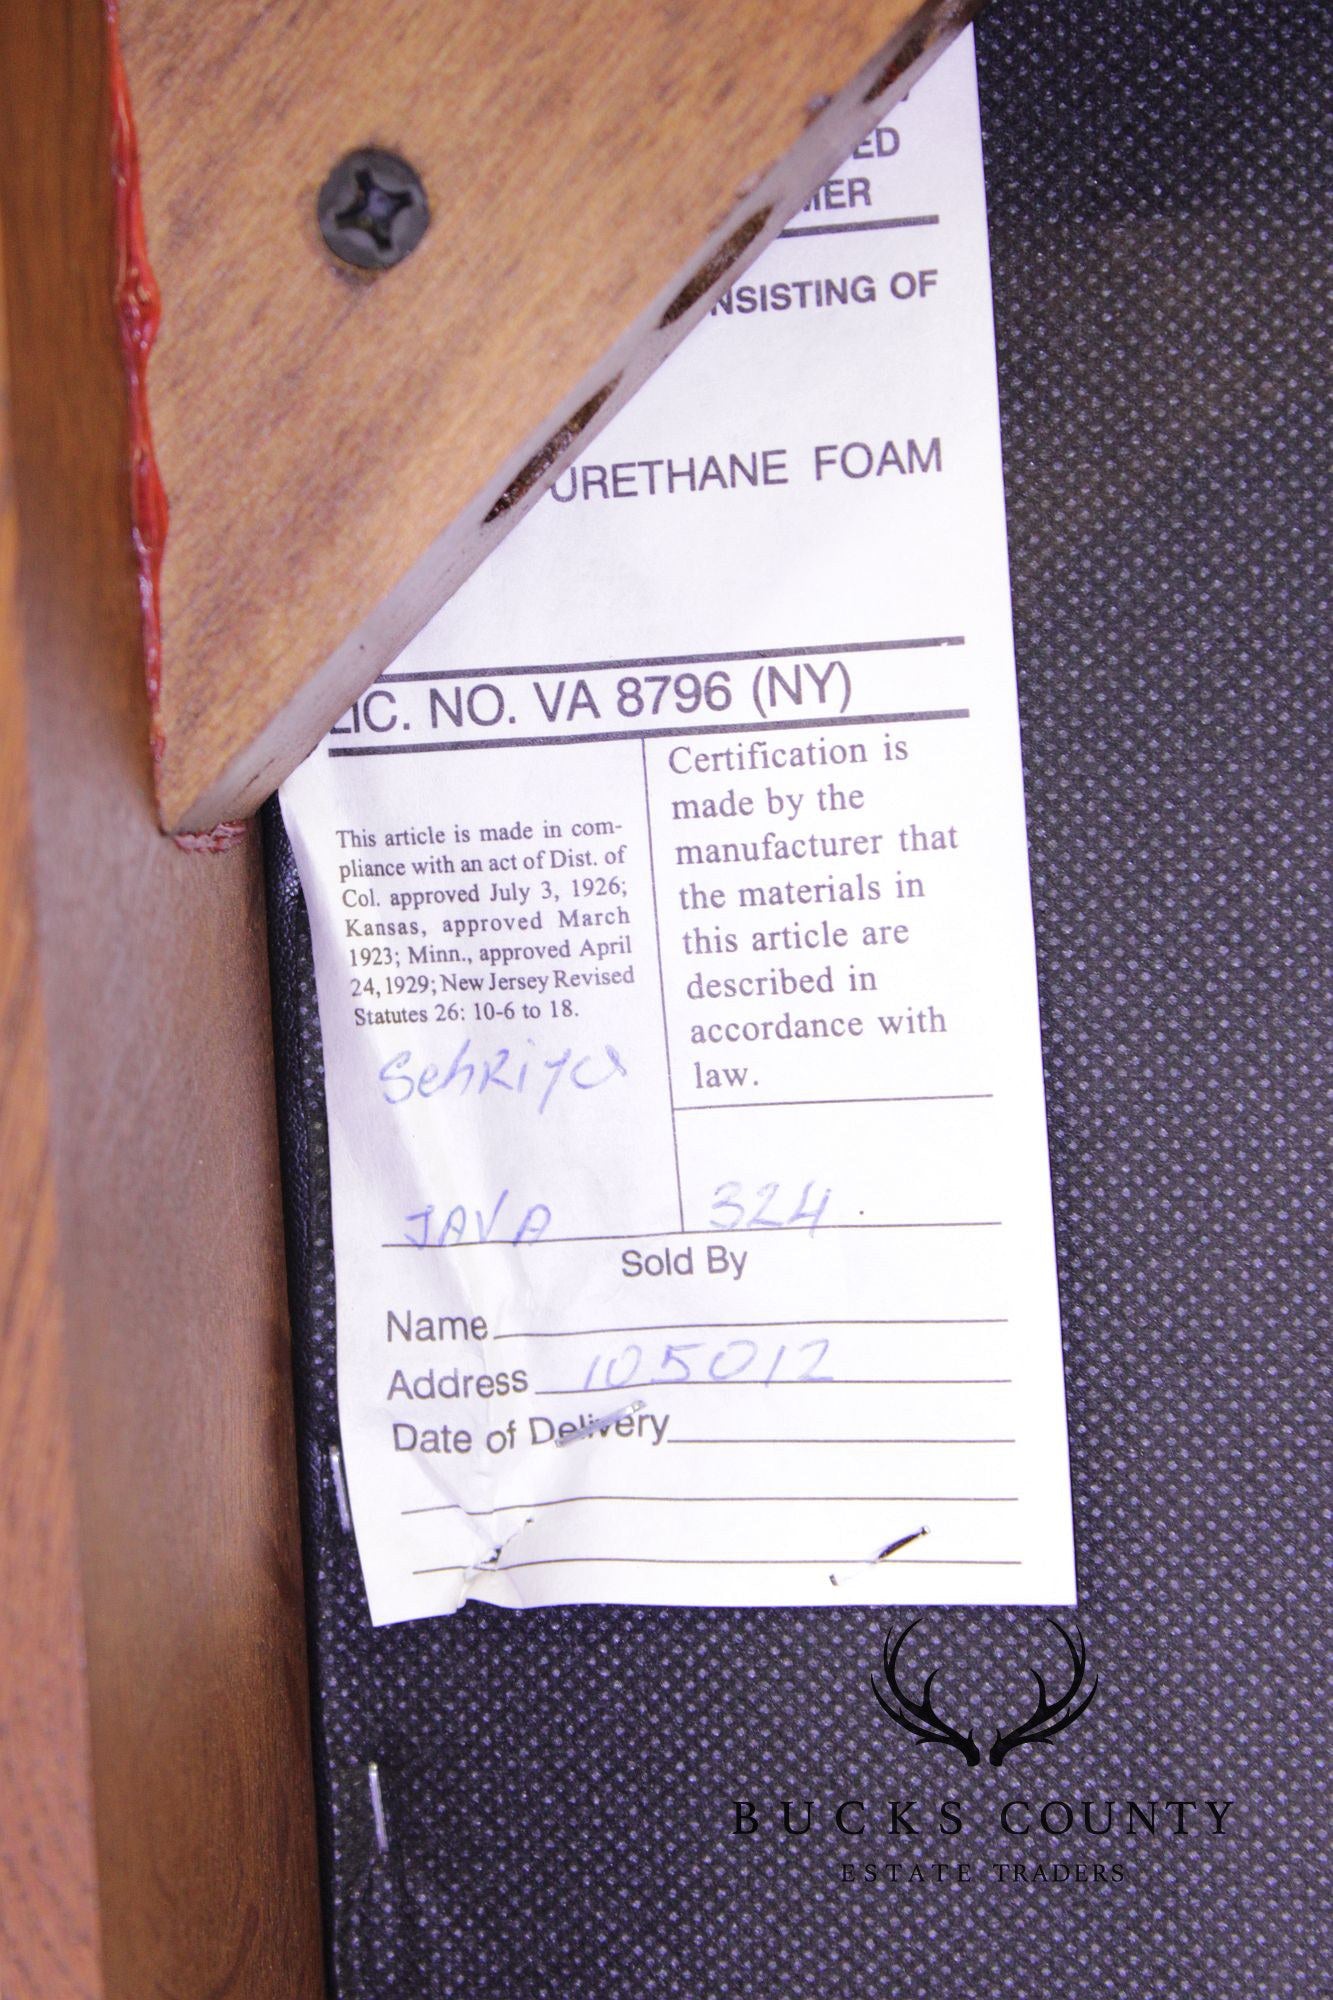 ED
MER
NSISTING OF
URETHANE FOAM
LIC. NO. VA 8796 (NY)
This article is made in com-
pliance with an act of Dist. of
Col. approved July 3, 1926;
Kansas, approved March
1923; Minn., approved April
24, 1929; New Jersey Revised
Statutes 26: 10-6 to 18.
Certification is
made by the
manufacturer that
the materials in
this article are
described in
accordance with
law.
JAVA
324
Sold By
Name
Address 105012
Date of Delivery
BUCKS COUNTY
ESTATE TRADERS